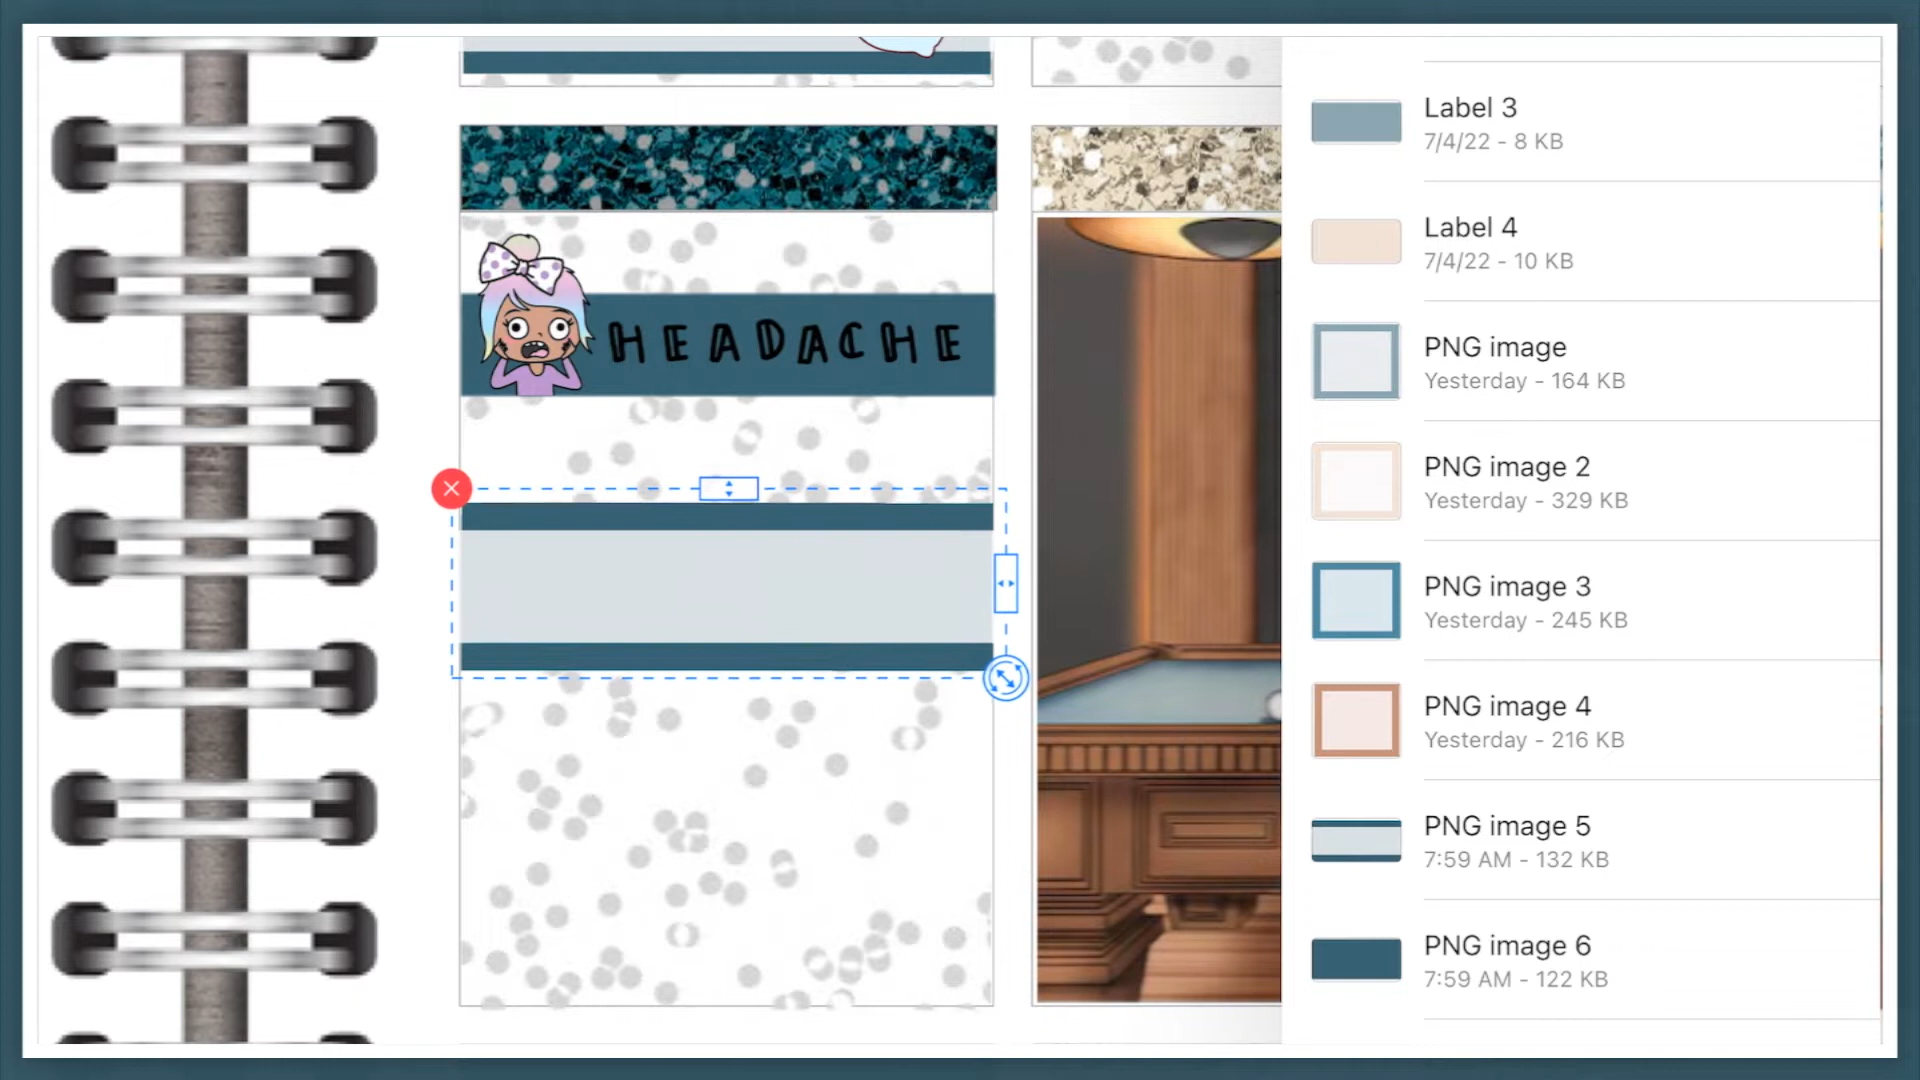 HEADACHE
Label 3
7/4/22 - 8 KB
Label 4
7/4/22 - 10 KB
PNG image
Yesterday - 164 KB
PNG image 2
Yesterday - 329 KB
PNG image 3
Yesterday - 245 KB
PNG image 4
Yesterday - 216 KB
PNG image 5
7:59 AM - 132 KB
PNG image 6
7:59 AM - 122 KB